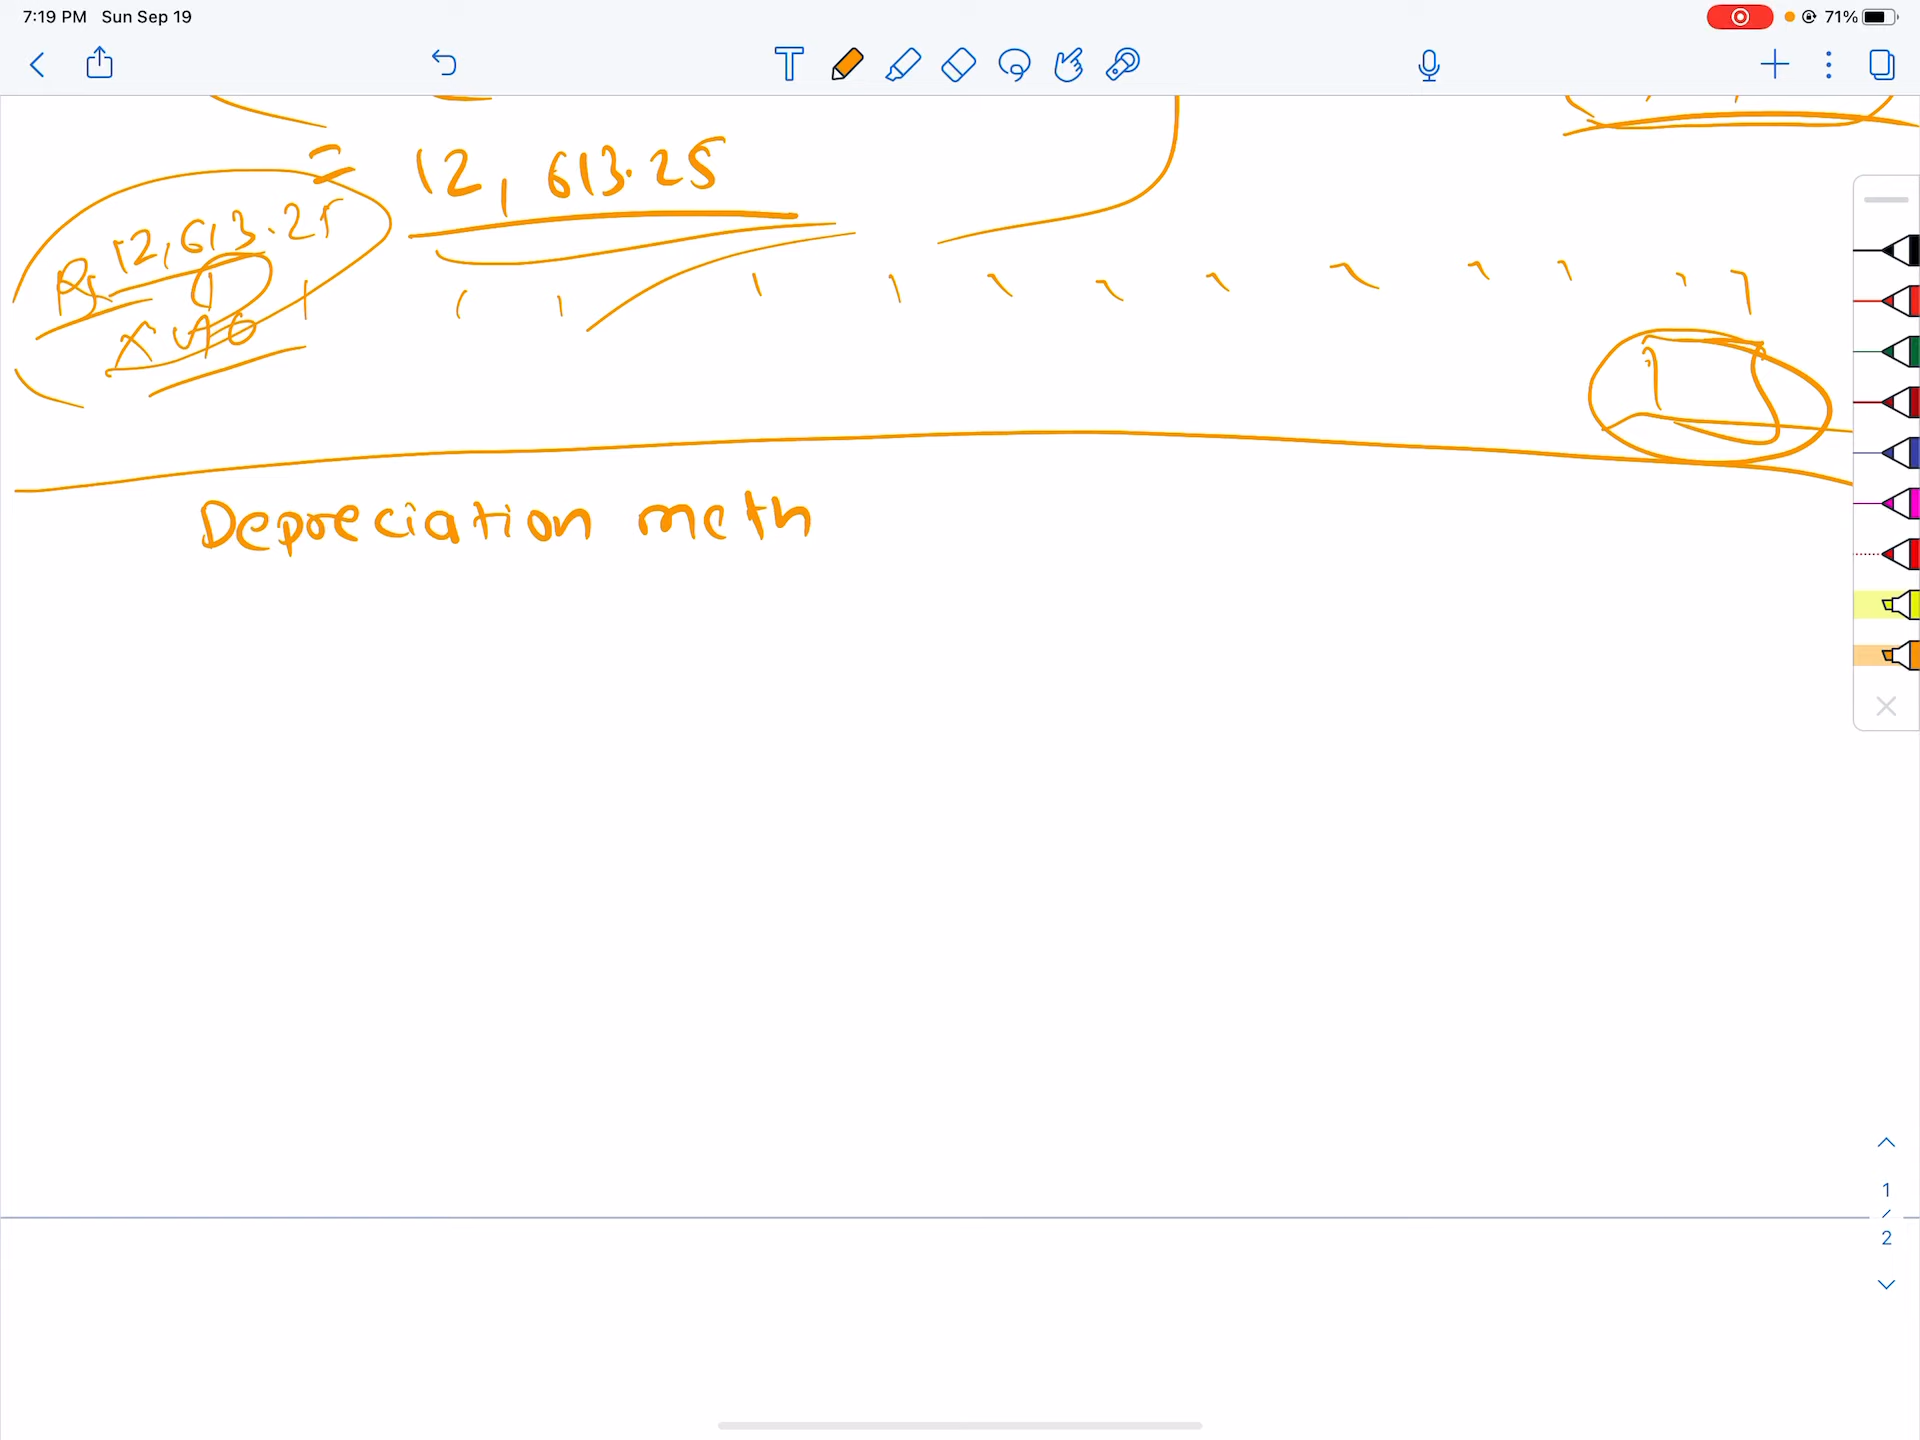 7:19 PM Sun Sep 19
71%
= 12,613.25
Rs 12,613.25
Depreciation meth
1
/
2